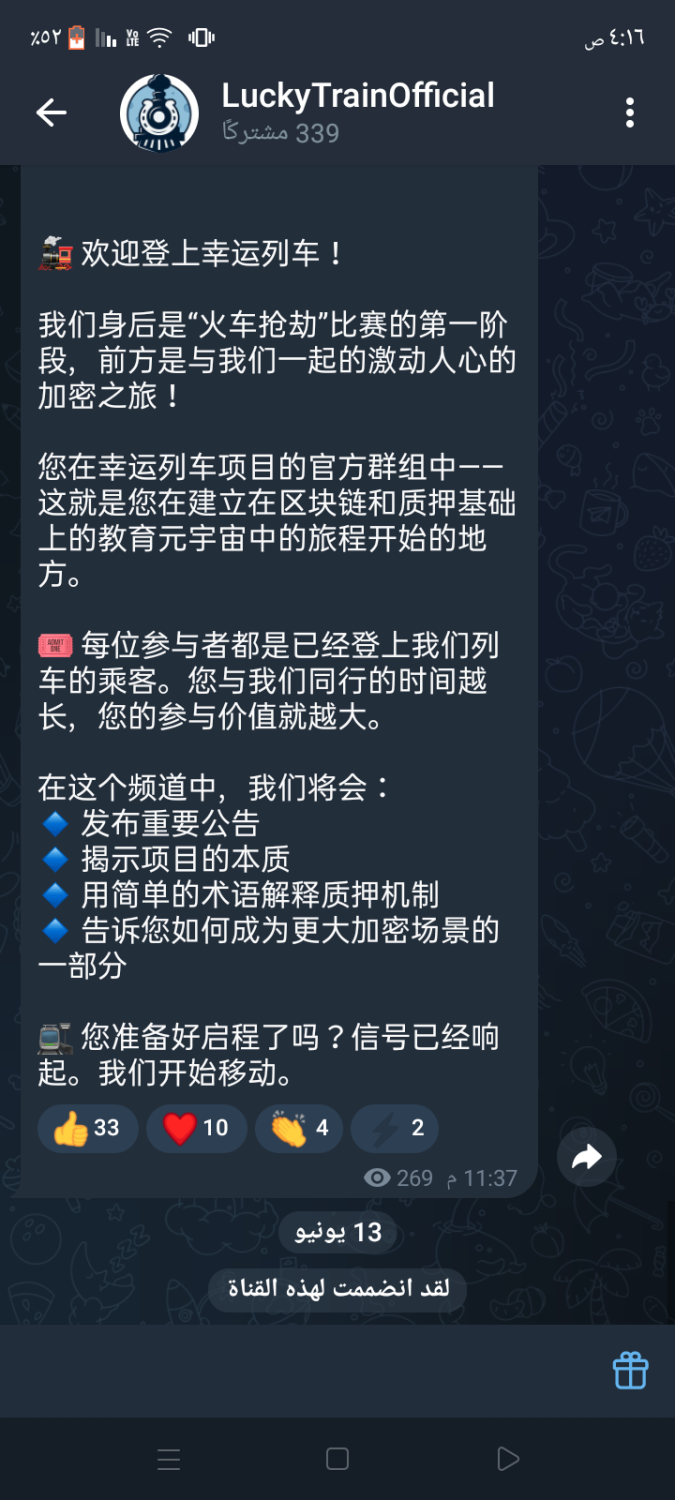 ٪٥٢ Vo LTE ٤:١٦ ص
LuckyTrainOfficial
339 مشتركًا
🚂 欢迎登上幸运列车！
我们身后是“火车抢劫”比赛的第一阶
段，前方是与我们一起的激动人心的
加密之旅！
您在幸运列车项目的官方群组中——
这就是您在建立在区块链和质押基础
上的教育元宇宙中的旅程开始的地
方。
🎟 每位参与者都是已经登上我们列
车的乘客。您与我们同行的时间越
长，您的参与价值就越大。
在这个频道中，我们将会：
🔹 发布重要公告
🔹 揭示项目的本质
🔹 用简单的术语解释质押机制
🔹 告诉您如何成为更大加密场景的
一部分
🚉 您准备好启程了吗？信号已经响
起。我们开始移动。
👍 33 ❤ 10 👏 4 ⚡ 2
269 11:37 م
13 يونيو
لقد انضممت لهذه القناة